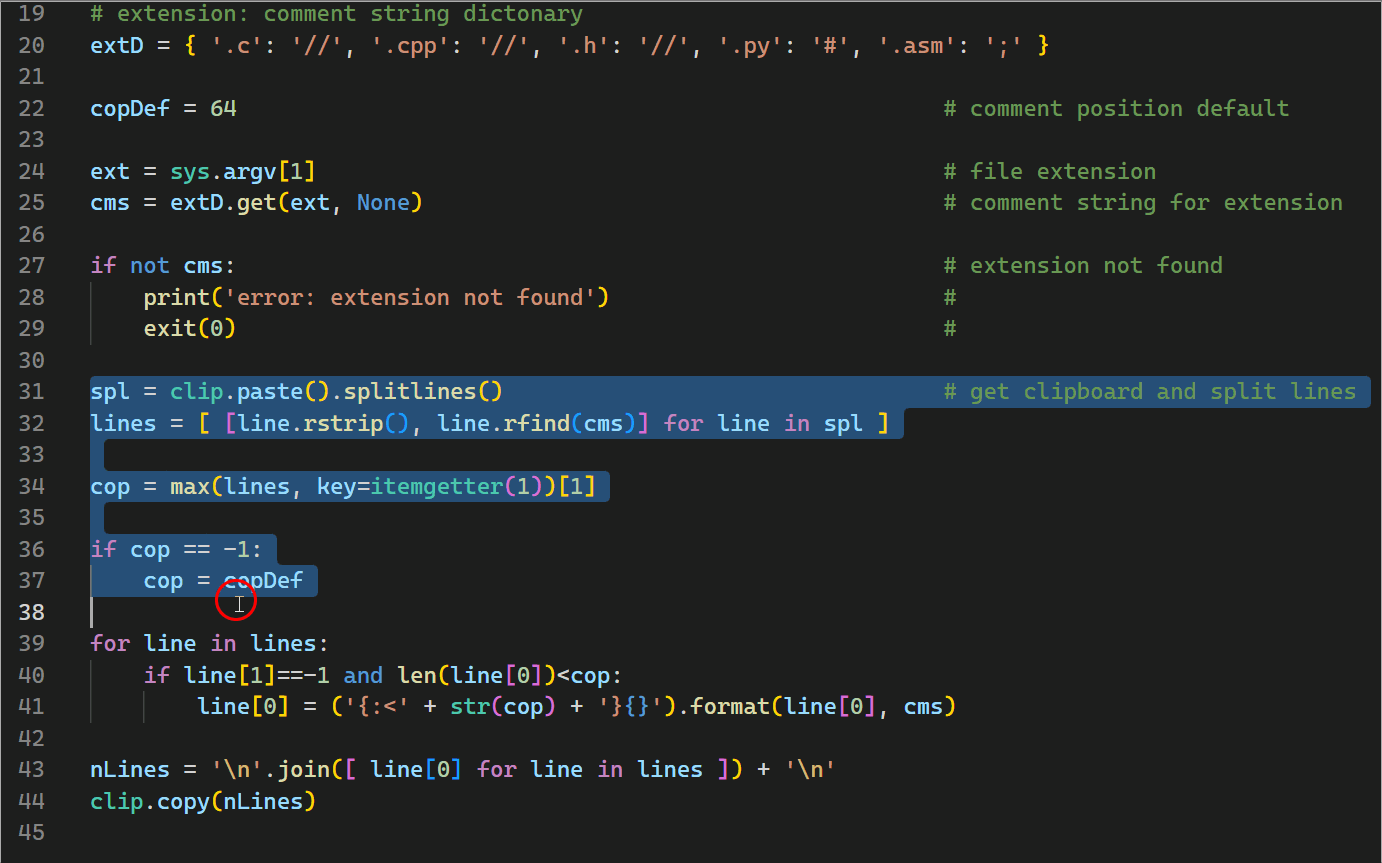 19 # extension: comment string dictonary
20 extD = { '.c': '//', '.cpp': '//', '.h': '//', '.py': '#', '.asm': ';' }
21
22 copDef = 64 # comment position default
23
24 ext = sys.argv[1] # file extension
25 cms = extD.get(ext, None) # comment string for extension
26
27 if not cms: # extension not found
28     print('error: extension not found') #
29     exit(0) #
30
31 spl = clip.paste().splitlines() # get clipboard and split lines
32 lines = [ [line.rstrip(), line.rfind(cms)] for line in spl ]
33
34 cop = max(lines, key=itemgetter(1))[1]
35
36 if cop == -1:
37     cop = copDef
38
39 for line in lines:
40     if line[1]==-1 and len(line[0])<cop:
41         line[0] = ('{:<' + str(cop) + '}{}').format(line[0], cms)
42
43 nLines = '\n'.join([ line[0] for line in lines ]) + '\n'
44 clip.copy(nLines)
45